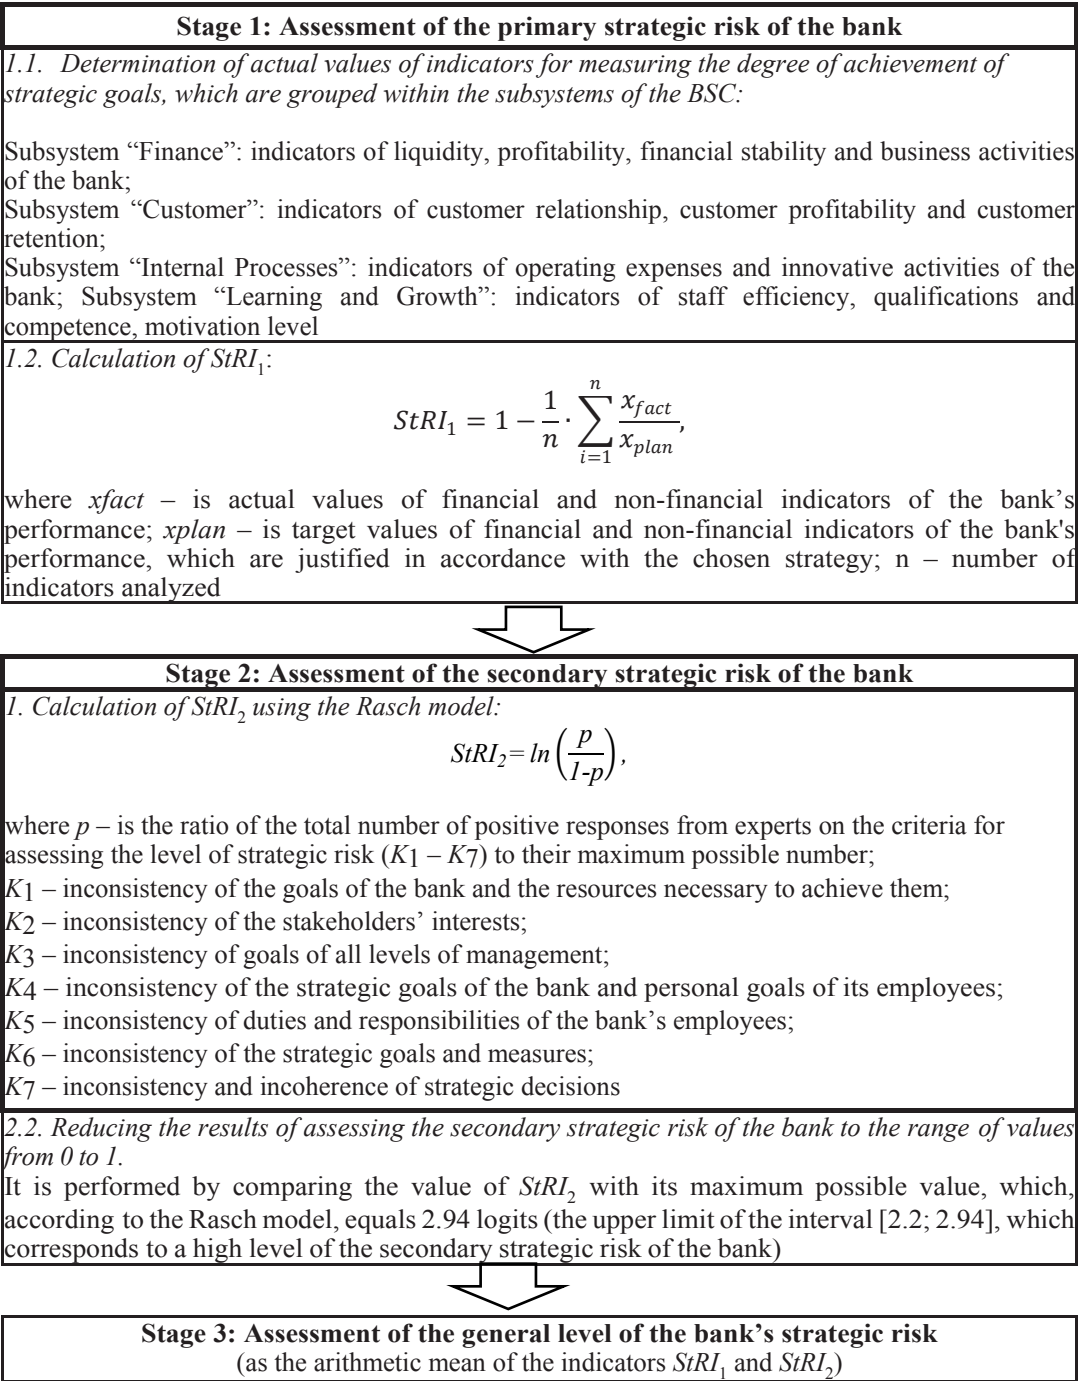 Stage 1: Assessment of the primary strategic risk of the bank
1.1. Determination of actual values of indicators for measuring the degree of achievement of
strategic goals, which are grouped within the subsystems of the BSC:
Subsystem “Finance”: indicators of liquidity, profitability, financial stability and business activities
of the bank;
Subsystem “Customer”: indicators of customer relationship, customer profitability and customer
retention;
Subsystem “Internal Processes”: indicators of operating expenses and innovative activities of the
bank; Subsystem “Learning and Growth”: indicators of staff efficiency, qualifications and
competence, motivation level
1.2. Calculation of StRI₁:
StRI₁ = 1 − 1/n · ∑ⁿᵢ₌₁ x_fact/x_plan,
where xfact – is actual values of financial and non-financial indicators of the bank’s
performance; xplan – is target values of financial and non-financial indicators of the bank's
performance, which are justified in accordance with the chosen strategy; n – number of
indicators analyzed
Stage 2: Assessment of the secondary strategic risk of the bank
1. Calculation of StRI₂ using the Rasch model:
StRI₂= ln (p/1-p),
where p – is the ratio of the total number of positive responses from experts on the criteria for
assessing the level of strategic risk (K1 – K7) to their maximum possible number;
K1 – inconsistency of the goals of the bank and the resources necessary to achieve them;
K2 – inconsistency of the stakeholders’ interests;
K3 – inconsistency of goals of all levels of management;
K4 – inconsistency of the strategic goals of the bank and personal goals of its employees;
K5 – inconsistency of duties and responsibilities of the bank’s employees;
K6 – inconsistency of the strategic goals and measures;
K7 – inconsistency and incoherence of strategic decisions
2.2. Reducing the results of assessing the secondary strategic risk of the bank to the range of values
from 0 to 1.
It is performed by comparing the value of StRI₂ with its maximum possible value, which,
according to the Rasch model, equals 2.94 logits (the upper limit of the interval [2.2; 2.94], which
corresponds to a high level of the secondary strategic risk of the bank)
Stage 3: Assessment of the general level of the bank’s strategic risk
(as the arithmetic mean of the indicators StRI₁ and StRI₂)